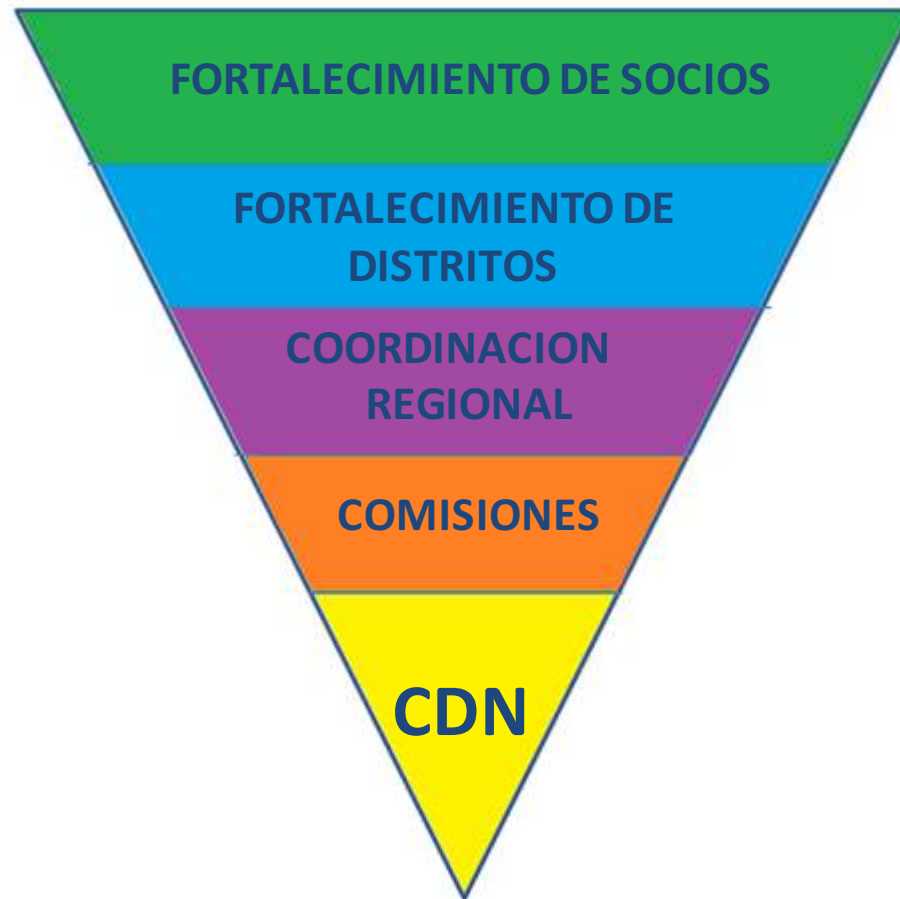 FORTALECIMIENTO DE SOCIOS
FORTALECIMIENTO DE
DISTRITOS
COORDINACION
REGIONAL
COMISIONES
CDN